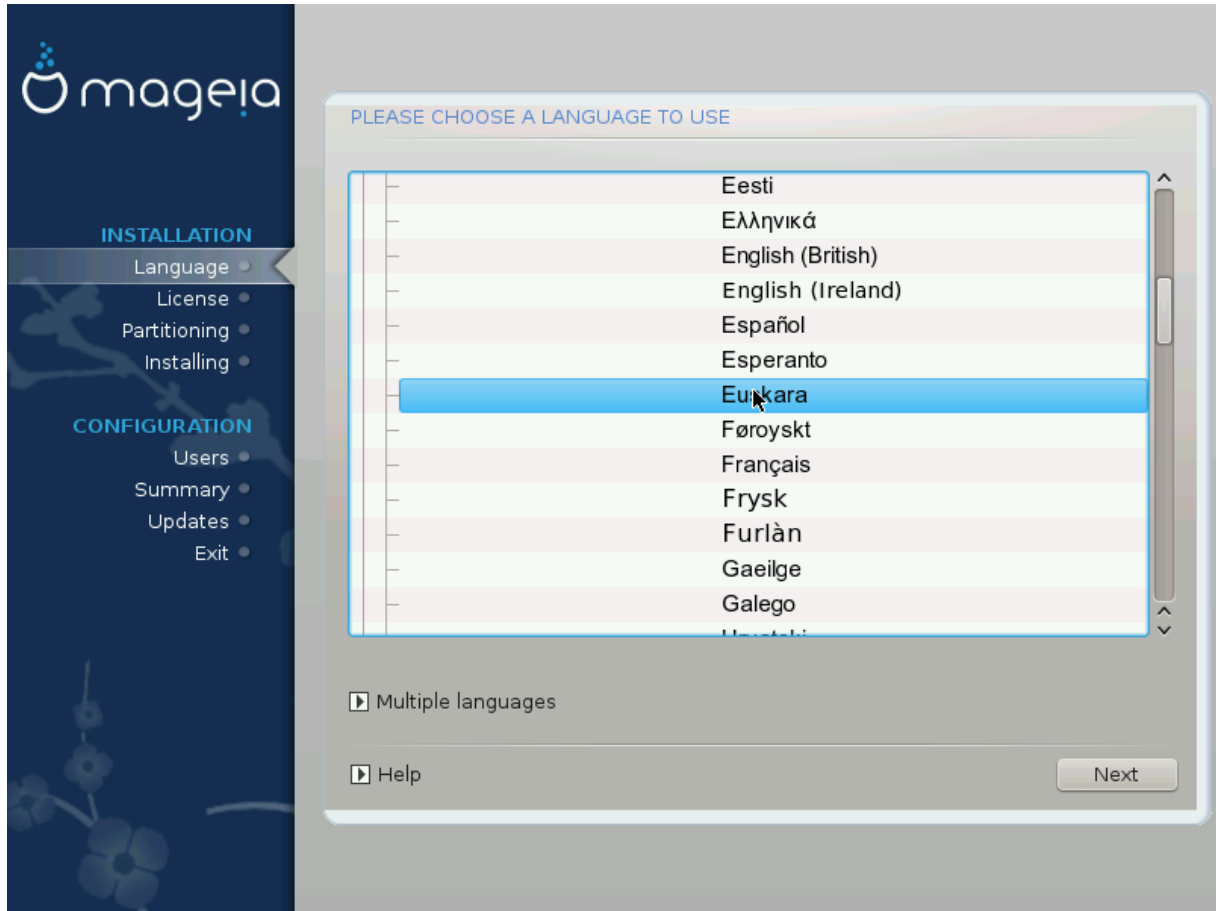 mageia
INSTALLATION
Language
License
Partitioning
Installing
CONFIGURATION
Users
Summary
Updates
Exit
PLEASE CHOOSE A LANGUAGE TO USE
Eesti
Ελληνικά
English (British)
English (Ireland)
Español
Esperanto
Euskara
Føroyskt
Français
Frysk
Furlàn
Gaeilge
Galego
Multiple languages
Help
Next